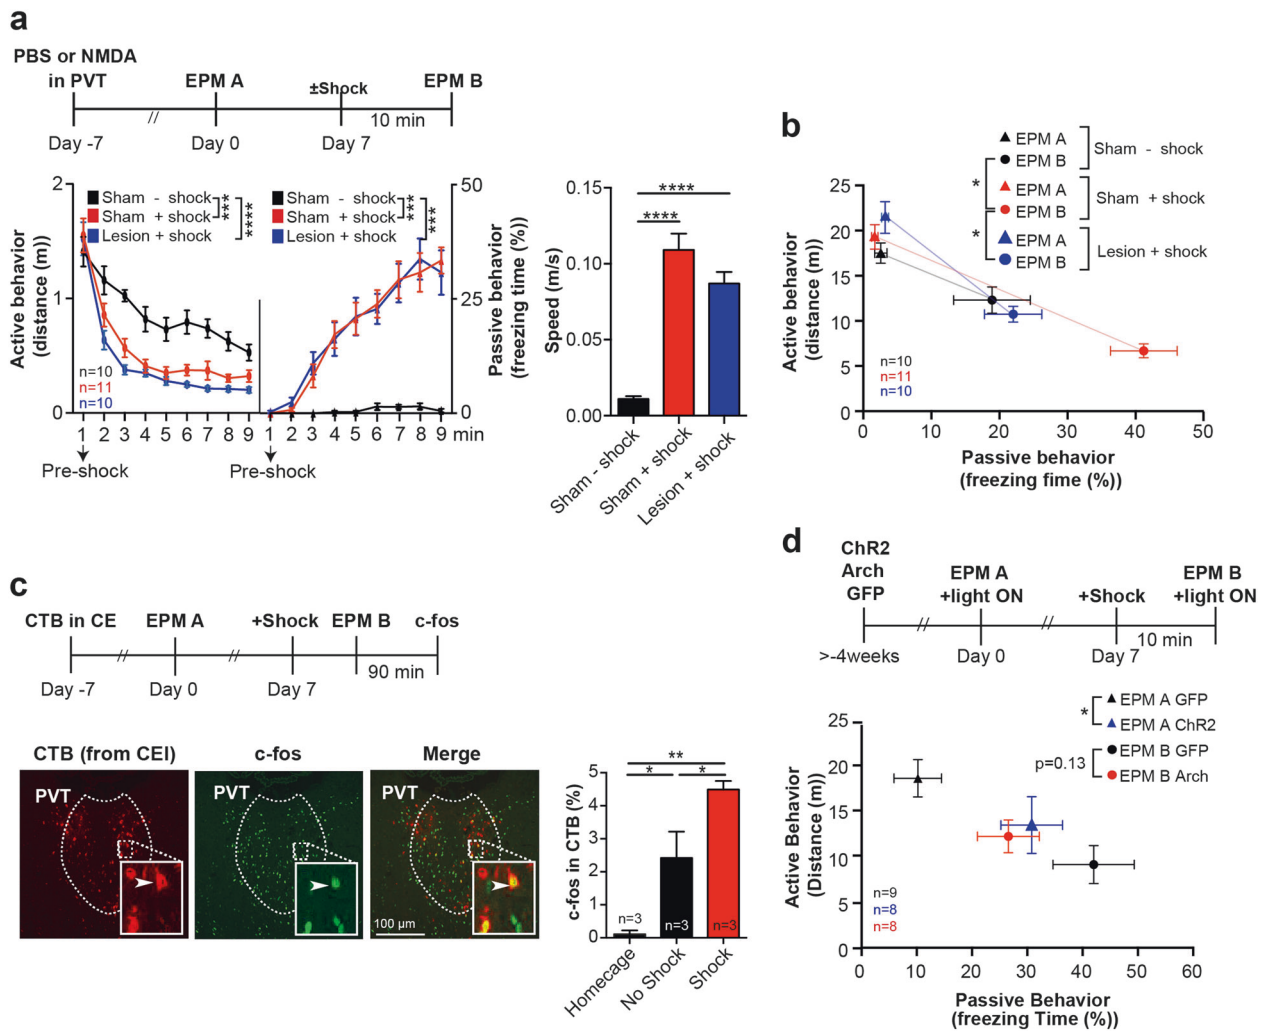 a
PBS or NMDA
in PVT
EPM A
±Shock
EPM B
10 min
Day -7
Day 0
Day 7
2
1
0
Active behavior
(distance (m))
Sham - shock
Sham + shock
Lesion + shock
***
****
n=10
n=11
n=10
1 2 3 4 5 6 7 8 9
Pre-shock
Sham - shock
Sham + shock
Lesion + shock
***
***
50
25
0
Passive behavior
(freezing time (%))
1 2 3 4 5 6 7 8 9 min
Pre-shock
0.15
0.10
0.05
0.00
Speed (m/s)
****
****
Sham - shock
Sham + shock
Lesion + shock
b
EPM A
EPM B
Sham - shock
EPM A
EPM B
Sham + shock
EPM A
EPM B
Lesion + shock
*
*
25
20
15
10
5
0
Active behavior
(distance (m))
n=10
n=11
n=10
0 10 20 30 40 50
Passive behavior
(freezing fime (%))
c
CTB in CE
EPM A
+Shock
EPM B
c-fos
90 min
Day -7
Day 0
Day 7
CTB (from CEl)
c-fos
Merge
PVT
PVT
PVT
100 µm
5
4
3
2
1
0
c-fos in CTB (%)
**
*
*
n=3
n=3
n=3
Homecage
No Shock
Shock
d
ChR2
Arch
GFP
EPM A
+light ON
+Shock
EPM B
+light ON
10 min
>-4weeks
Day 0
Day 7
EPM A GFP
EPM A ChR2
EPM B GFP
EPM B Arch
*
p=0.13
25
20
15
10
5
0
Active Behavior
(Distance (m))
n=9
n=8
n=8
0 10 20 30 40 50 60
Passive Behavior
(freezing Time (%))